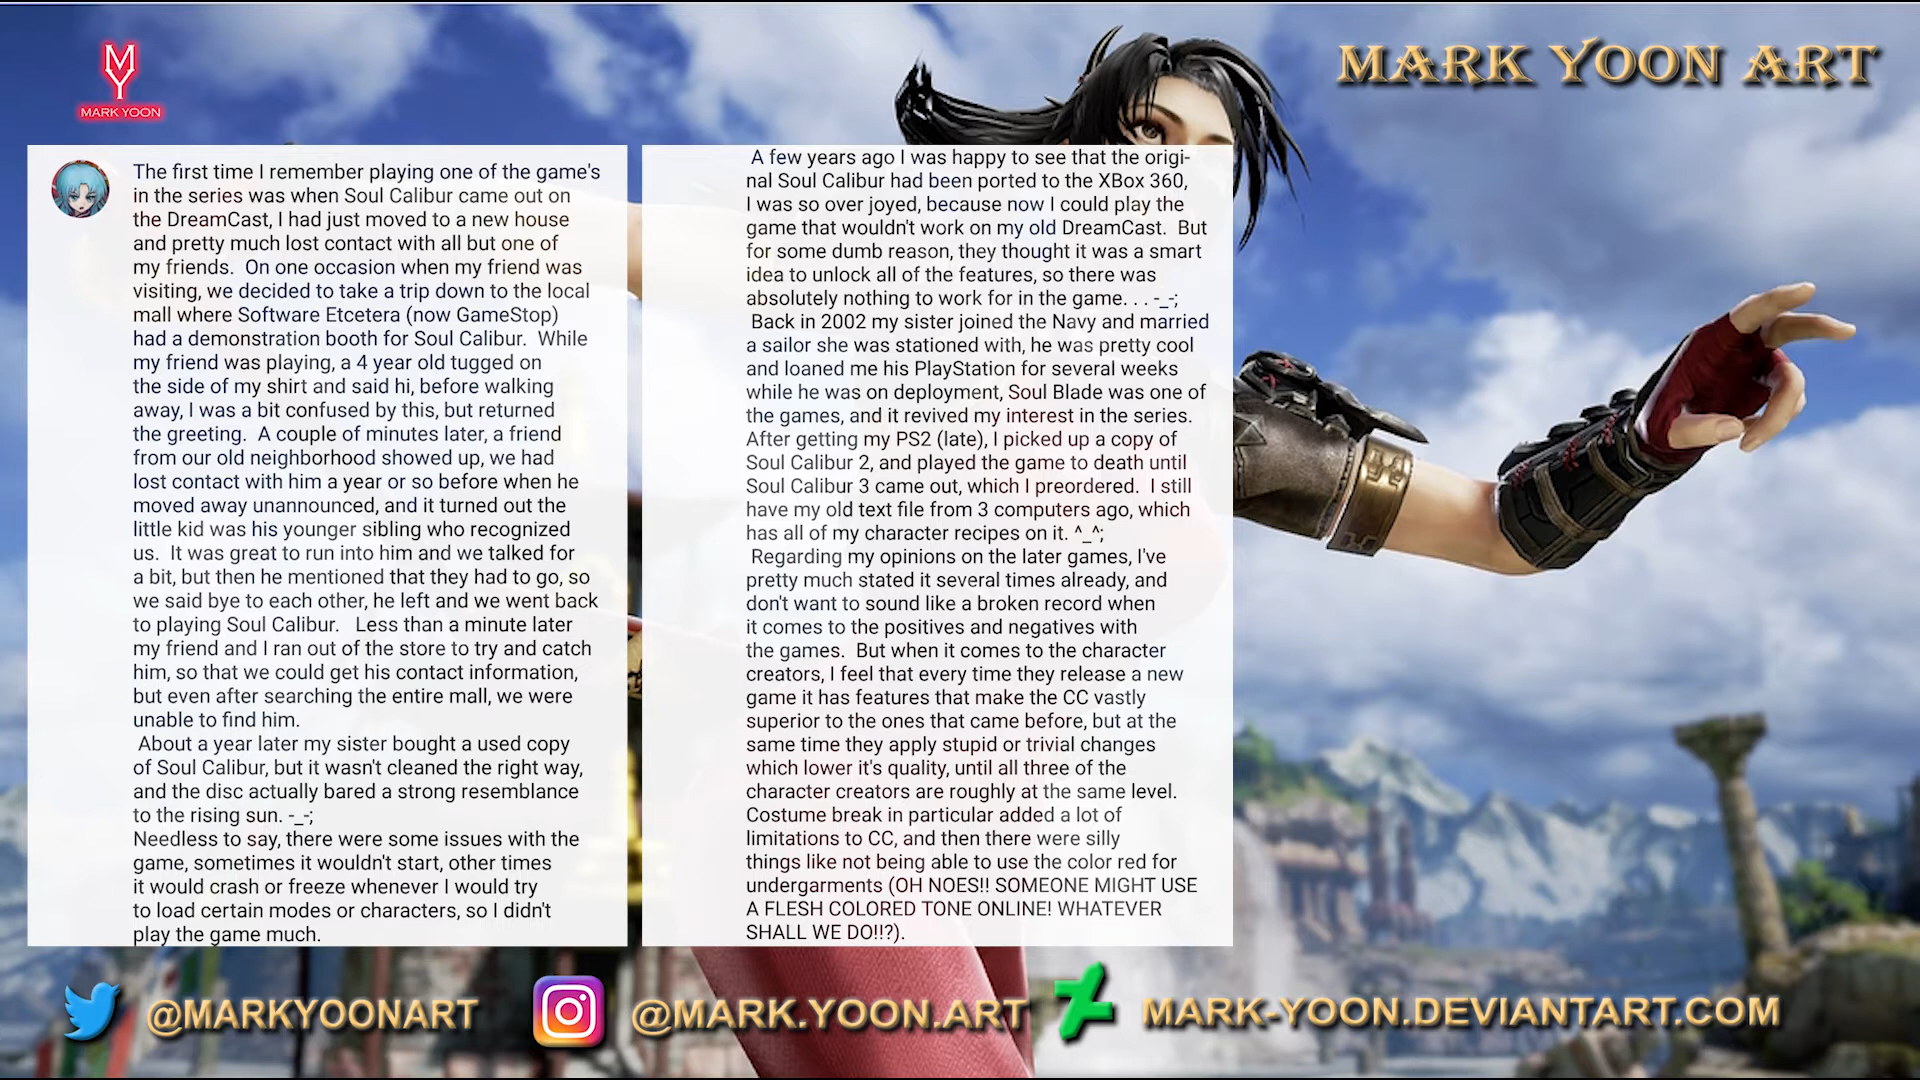 MY
MARK YOON
MARK YOON ART
The first time I remember playing one of the game's
in the series was when Soul Calibur came out on
the DreamCast, I had just moved to a new house
and pretty much lost contact with all but one of
my friends.  On one occasion when my friend was
visiting, we decided to take a trip down to the local
mall where Software Etcetera (now GameStop)
had a demonstration booth for Soul Calibur.  While
my friend was playing, a 4 year old tugged on
the side of my shirt and said hi, before walking
away, I was a bit confused by this, but returned
the greeting.  A couple of minutes later, a friend
from our old neighborhood showed up, we had
lost contact with him a year or so before when he
moved away unannounced, and it turned out the
little kid was his younger sibling who recognized
us.  It was great to run into him and we talked for
a bit, but then he mentioned that they had to go, so
we said bye to each other, he left and we went back
to playing Soul Calibur.   Less than a minute later
my friend and I ran out of the store to try and catch
him, so that we could get his contact information,
but even after searching the entire mall, we were
unable to find him.
About a year later my sister bought a used copy
of Soul Calibur, but it wasn't cleaned the right way,
and the disc actually bared a strong resemblance
to the rising sun. -_-;
Needless to say, there were some issues with the
game, sometimes it wouldn't start, other times
it would crash or freeze whenever I would try
to load certain modes or characters, so I didn't
play the game much.
A few years ago I was happy to see that the origi-
nal Soul Calibur had been ported to the XBox 360,
I was so over joyed, because now I could play the
game that wouldn't work on my old DreamCast.  But
for some dumb reason, they thought it was a smart
idea to unlock all of the features, so there was
absolutely nothing to work for in the game. . . -_-;
Back in 2002 my sister joined the Navy and married
a sailor she was stationed with, he was pretty cool
and loaned me his PlayStation for several weeks
while he was on deployment, Soul Blade was one of
the games, and it revived my interest in the series.
After getting my PS2 (late), I picked up a copy of
Soul Calibur 2, and played the game to death until
Soul Calibur 3 came out, which I preordered.  I still
have my old text file from 3 computers ago, which
has all of my character recipes on it. ^_^;
Regarding my opinions on the later games, I've
pretty much stated it several times already, and
don't want to sound like a broken record when
it comes to the positives and negatives with
the games.  But when it comes to the character
creators, I feel that every time they release a new
game it has features that make the CC vastly
superior to the ones that came before, but at the
same time they apply stupid or trivial changes
which lower it's quality, until all three of the
character creators are roughly at the same level.
Costume break in particular added a lot of
limitations to CC, and then there were silly
things like not being able to use the color red for
undergarments (OH NOES!! SOMEONE MIGHT USE
A FLESH COLORED TONE ONLINE! WHATEVER
SHALL WE DO!!?).
@MARKYOONART
@MARK.YOON.ART
MARK-YOON.DEVIANTART.COM